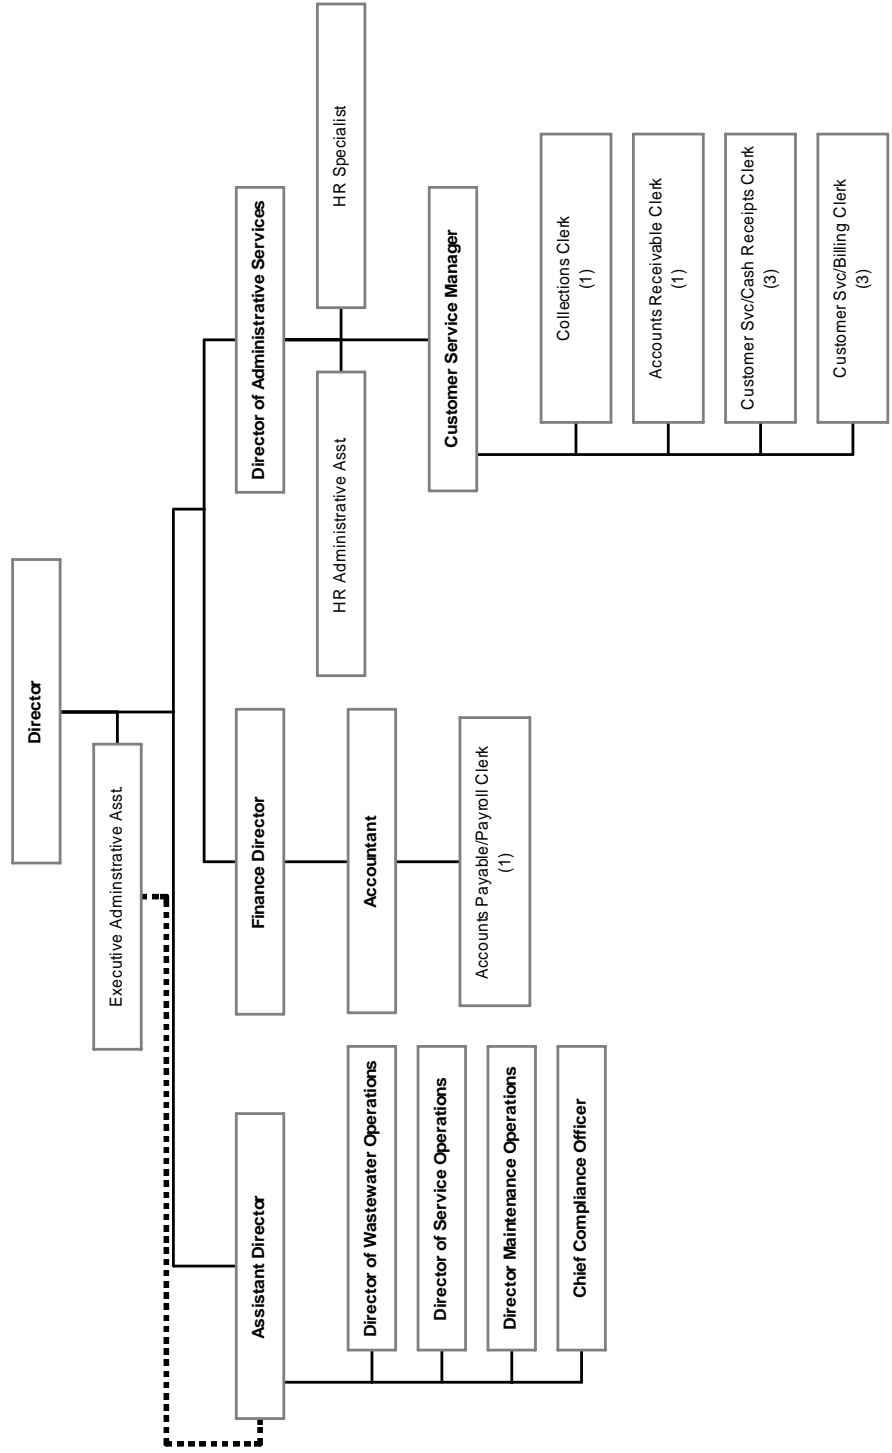 Director
Executive Adminstrative Asst.
Assistant Director
Finance Director
Director of Administrative Services
Director of Wastewater Operations
Director of Service Operations
Director Maintenance Operations
Chief Compliance Officer
Accountant
Accounts Payable/Payroll Clerk
(1)
HR Administrative Asst.
HR Specialist
Customer Service Manager
Collections Clerk
(1)
Accounts Receivable Clerk
(1)
Customer Svc/Cash Receipts Clerk
(3)
Customer Svc/Billing Clerk
(3)